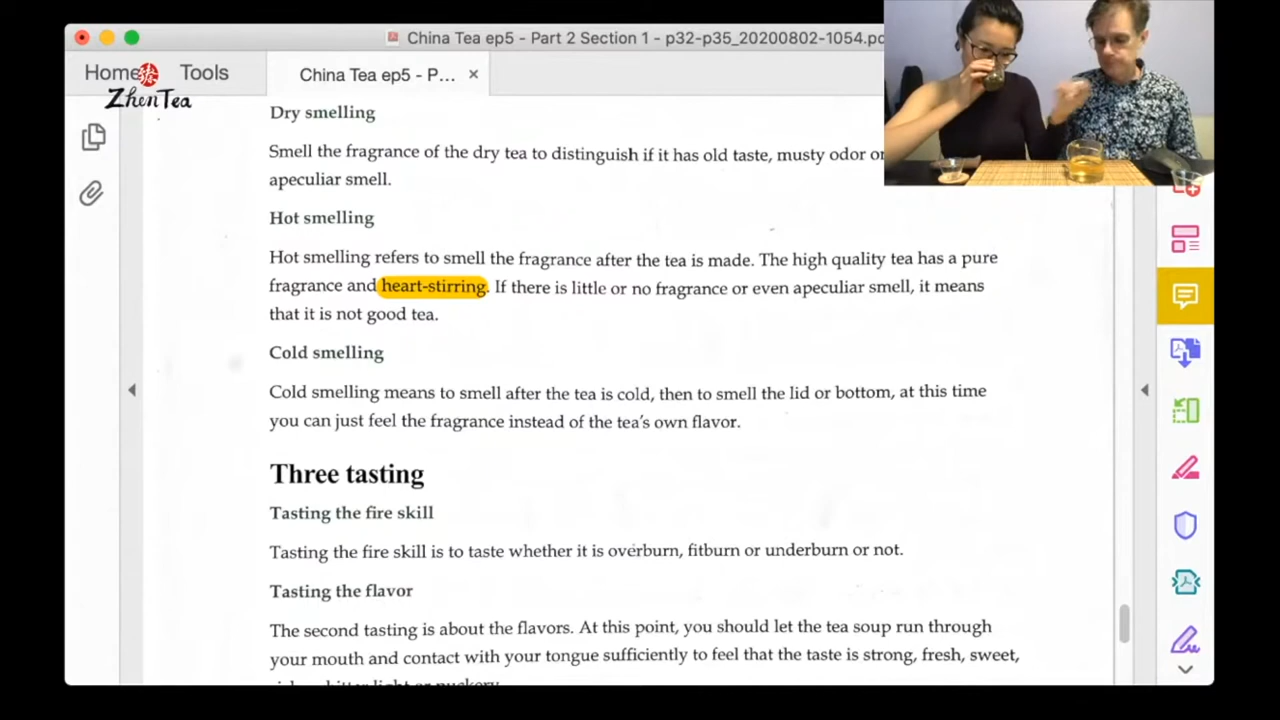 China Tea ep5 - Part 2 Section 1 - p32-p35_20200802-1054.pd
Home
Tools
China Tea ep5 - P... ×
ZhenTea
Dry smelling
Smell the fragrance of the dry tea to distinguish if it has old taste, musty odor or
apeculiar smell.
Hot smelling
Hot smelling refers to smell the fragrance after the tea is made. The high quality tea has a pure
fragrance and heart-stirring. If there is little or no fragrance or even apeculiar smell, it means
that it is not good tea.
Cold smelling
Cold smelling means to smell after the tea is cold, then to smell the lid or bottom, at this time
you can just feel the fragrance instead of the tea's own flavor.
Three tasting
Tasting the fire skill
Tasting the fire skill is to taste whether it is overburn, fitburn or underburn or not.
Tasting the flavor
The second tasting is about the flavors. At this point, you should let the tea soup run through
your mouth and contact with your tongue sufficiently to feel that the taste is strong, fresh, sweet,